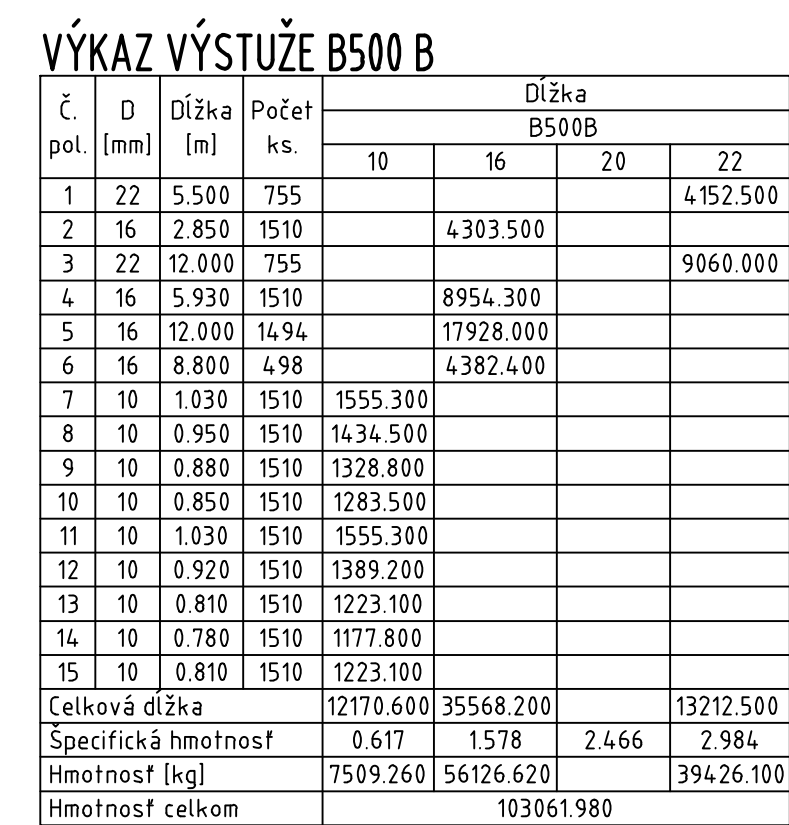 VÝKAZ VÝSTUŽE B500 B
Č. pol. D [mm] Dĺžka [m] Počet ks. Dĺžka
B500B
10 16 20 22
1 22 5.500 755 4152.500
2 16 2.850 1510 4303.500
3 22 12.000 755 9060.000
4 16 5.930 1510 8954.300
5 16 12.000 1494 17928.000
6 16 8.800 498 4382.400
7 10 1.030 1510 1555.300
8 10 0.950 1510 1434.500
9 10 0.880 1510 1328.800
10 10 0.850 1510 1283.500
11 10 1.030 1510 1555.300
12 10 0.920 1510 1389.200
13 10 0.810 1510 1223.100
14 10 0.780 1510 1177.800
15 10 0.810 1510 1223.100
Celková dĺžka 12170.600 35568.200 13212.500
Špecifická hmotnosť 0.617 1.578 2.466 2.984
Hmotnosť [kg] 7509.260 56126.620 39426.100
Hmotnosť celkom 103061.980